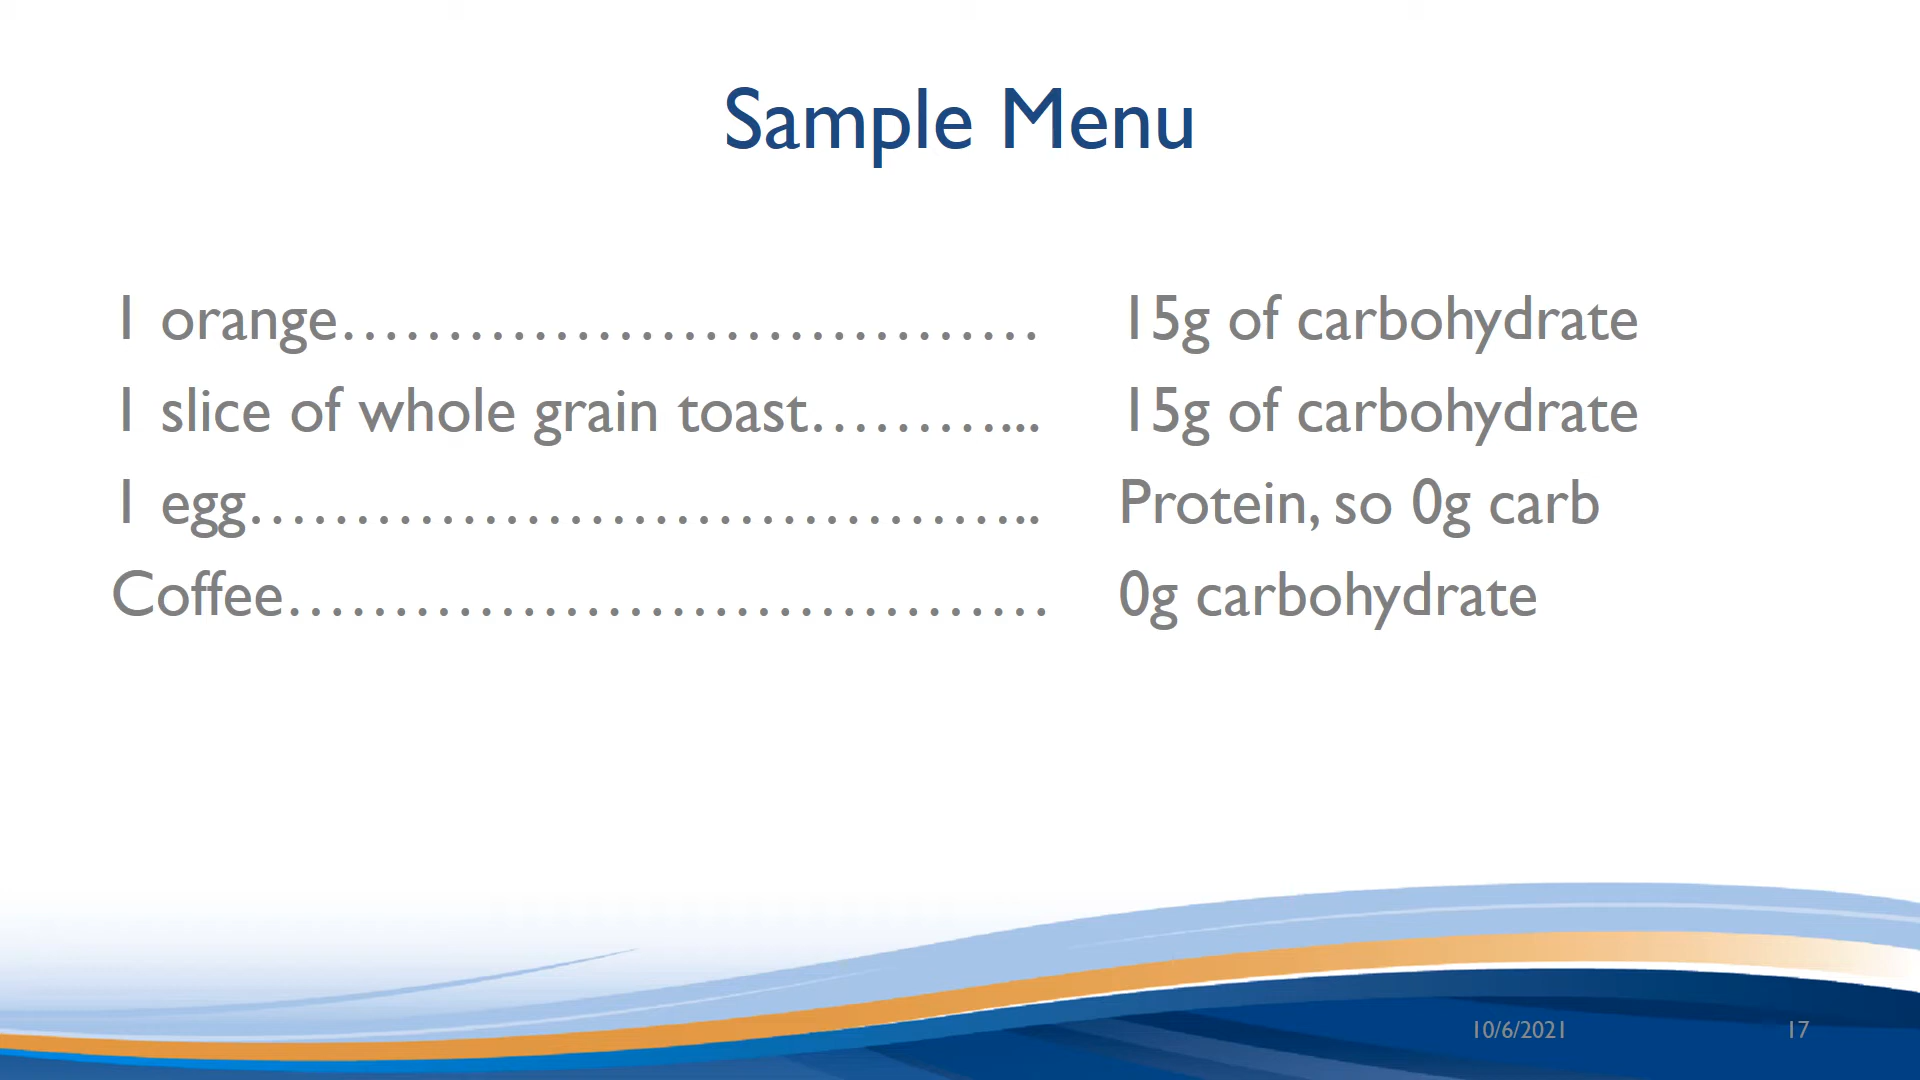 Sample Menu
1 orange……………………………… 15g of carbohydrate
1 slice of whole grain toast………... 15g of carbohydrate
1 egg………………………………….. Protein, so 0g carb
Coffee………………………………… 0g carbohydrate
10/6/2021 17